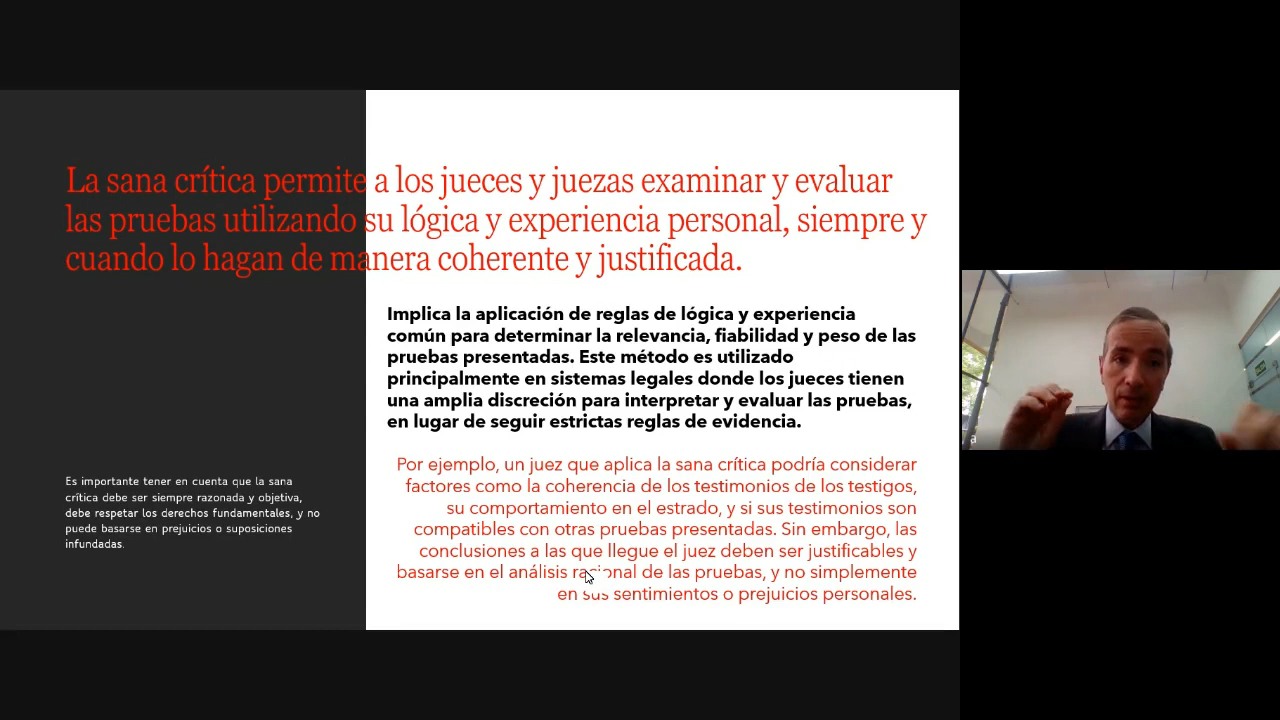 La sana crítica permite a los jueces y juezas examinar y evaluar
las pruebas utilizando su lógica y experiencia personal, siempre y
cuando lo hagan de manera coherente y justificada.
Implica la aplicación de reglas de lógica y experiencia
común para determinar la relevancia, fiabilidad y peso de las
pruebas presentadas. Este método es utilizado
principalmente en sistemas legales donde los jueces tienen
una amplia discreción para interpretar y evaluar las pruebas,
en lugar de seguir estrictas reglas de evidencia.
Por ejemplo, un juez que aplica la sana crítica podría considerar
factores como la coherencia de los testimonios de los testigos,
su comportamiento en el estrado, y si sus testimonios son
compatibles con otras pruebas presentadas. Sin embargo, las
conclusiones a las que llegue el juez deben ser justificables y
basarse en el análisis racional de las pruebas, y no simplemente
en sus sentimientos o prejuicios personales.
Es importante tener en cuenta que la sana
crítica debe ser siempre razonada y objetiva,
debe respetar los derechos fundamentales, y no
puede basarse en prejuicios o suposiciones
infundadas.